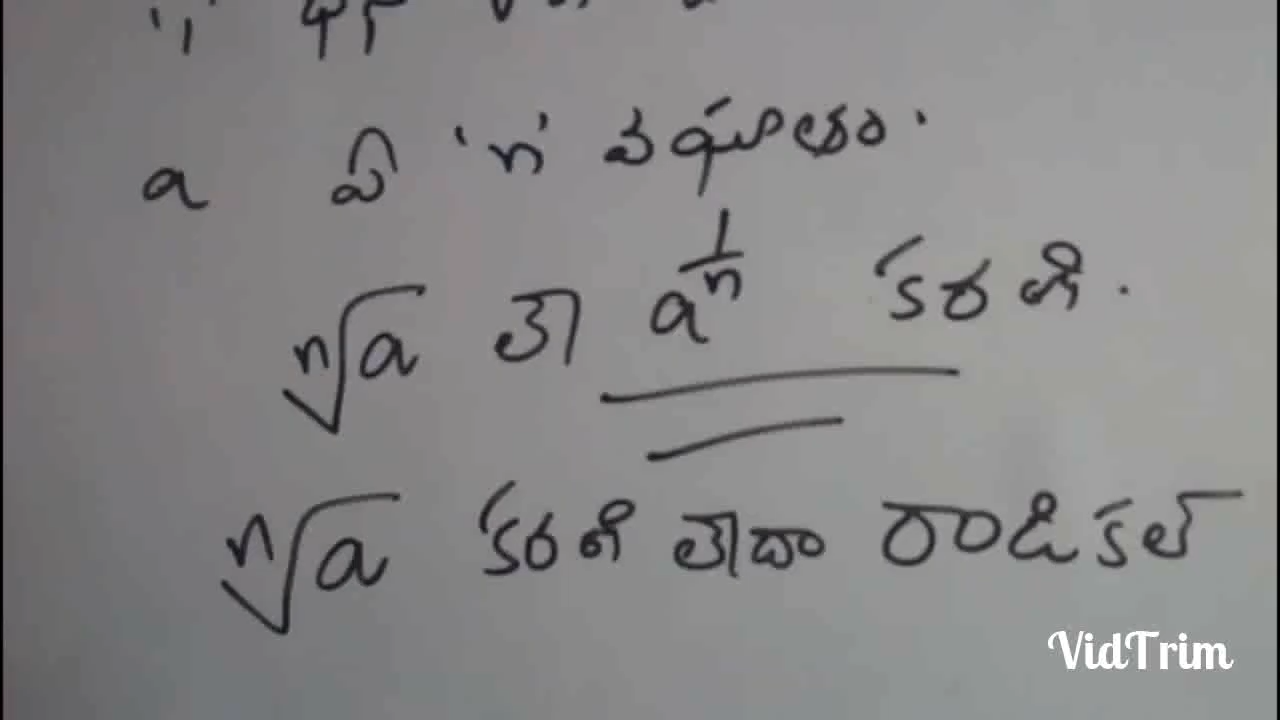 a ఏ 'n' వ ఘాతం.
ⁿ√a లా a^(1/n) కరణి.
ⁿ√a కరణి లాదా రాడికల్
VidTrim